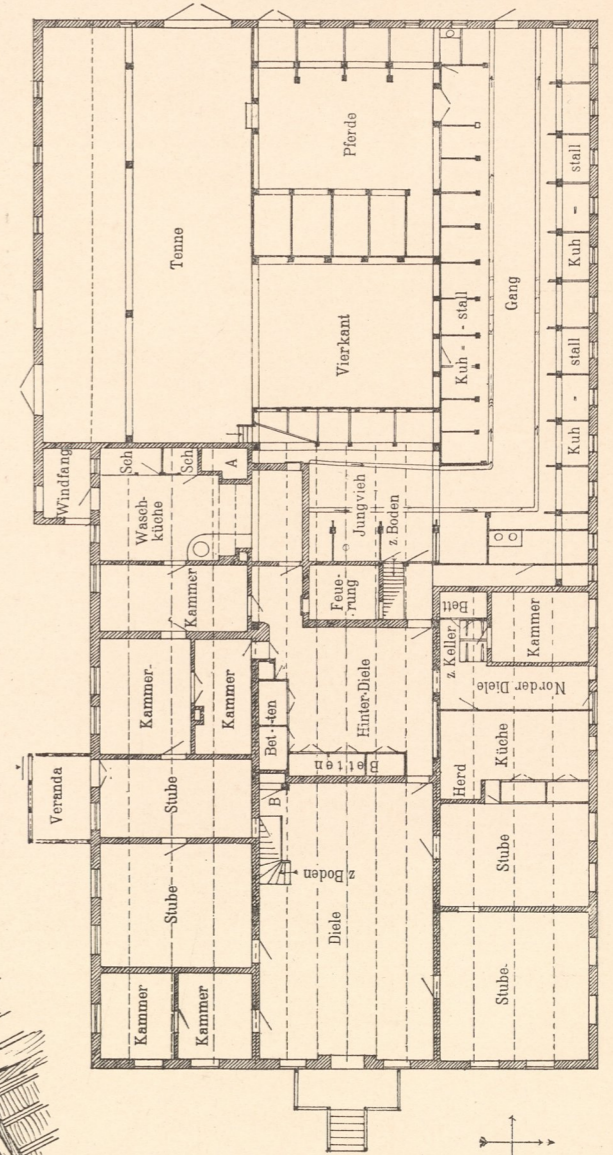 Tenne
Pferde
Vierkant
Kuh - - stall
Gang
Kuh - stall
Kuh - stall
Windfang
Sch
Sch
A
Wasch-
küche
Jungvieh
z Boden
Feue-
rung
Kammer
Kammer
Kammer
Bet - ten
Betten
Hinter-Diele
Bett
z Keller
Kammer
Norder Diele
Veranda
Stube
B
z Boden
Herd
Küche
Stube
Stube
Diele
Stube
Kammer
Kammer